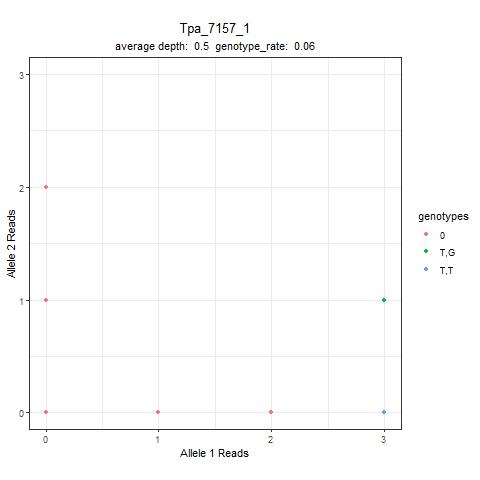 Tpa_7157_1
average depth: 0.5 genotype_rate: 0.06
3
2
1
0
Allele 2 Reads
0 1 2 3
Allele 1 Reads
genotypes
0
T,G
T,T